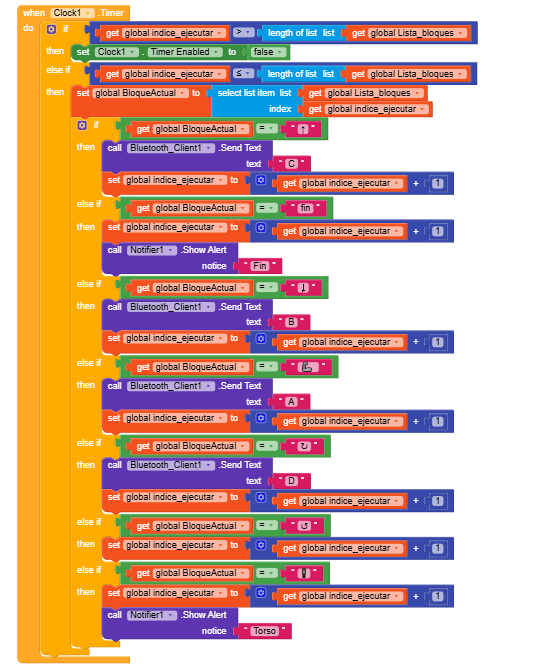 when Clock1 .Timer
do if get global indice_ejecutar > length of list list get global Lista_bloques
then set Clock1 . Timer Enabled to false
else if get global indice_ejecutar ≤ length of list list get global Lista_bloques
then set global BloqueActual to select list item list get global Lista_bloques
index get global indice_ejecutar
if get global BloqueActual = " ↑ "
then call Bluetooth_Client1 .Send Text
text " C "
set global indice_ejecutar to get global indice_ejecutar + 1
else if get global BloqueActual = " fin "
then set global indice_ejecutar to get global indice_ejecutar + 1
call Notifier1 .Show Alert
notice " Fin "
else if get global BloqueActual = " ↓ "
then call Bluetooth_Client1 .Send Text
text " B "
set global indice_ejecutar to get global indice_ejecutar + 1
else if get global BloqueActual = " "
then call Bluetooth_Client1 .Send Text
text " A "
set global indice_ejecutar to get global indice_ejecutar + 1
else if get global BloqueActual = " ↻ "
then call Bluetooth_Client1 .Send Text
text " D "
set global indice_ejecutar to get global indice_ejecutar + 1
else if get global BloqueActual = " ↺ "
then set global indice_ejecutar to get global indice_ejecutar + 1
else if get global BloqueActual = " "
then set global indice_ejecutar to get global indice_ejecutar + 1
call Notifier1 .Show Alert
notice " Torso "